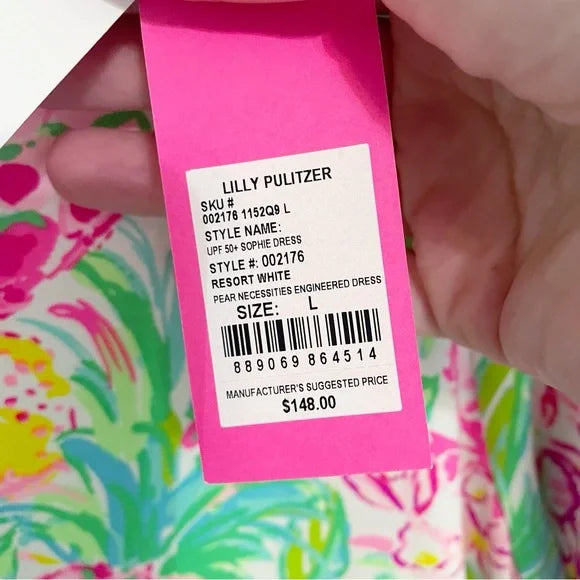 LILLY PULITZER
SKU #
002176 1152Q9 L
STYLE NAME:
UPF 50+ SOPHIE DRESS
STYLE #: 002176
RESORT WHITE
PEAR NECESSITIES ENGINEERED DRESS
SIZE: L
889069 864514
MANUFACTURER'S SUGGESTED PRICE
$148.00